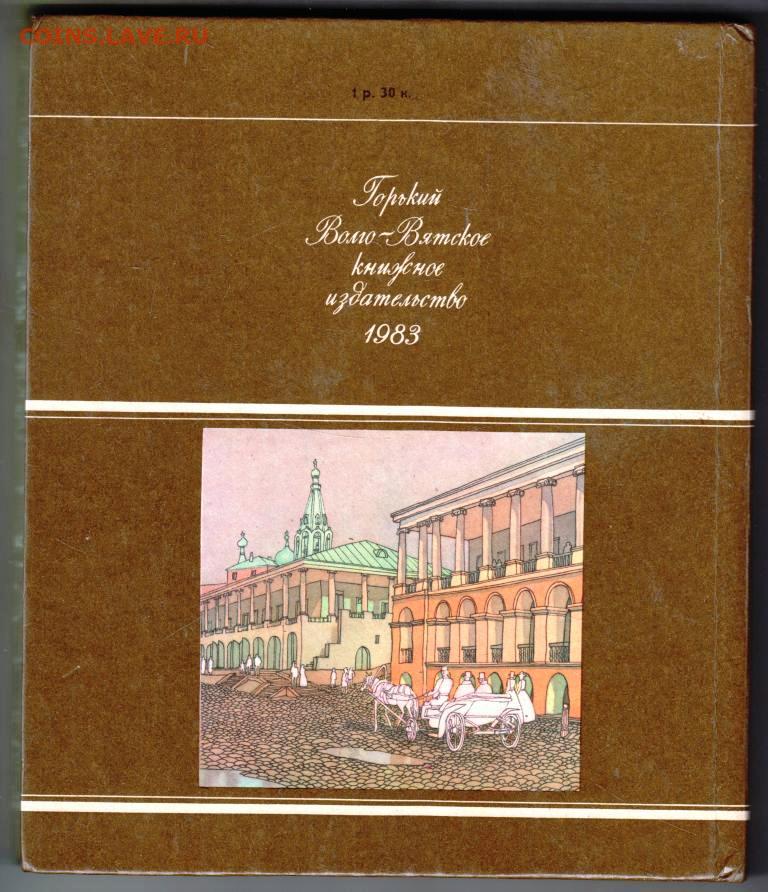 COINS.LAVE.RU
1 р. 30 к.
Горький
Волго-Вятское
книжное
издательство
1983